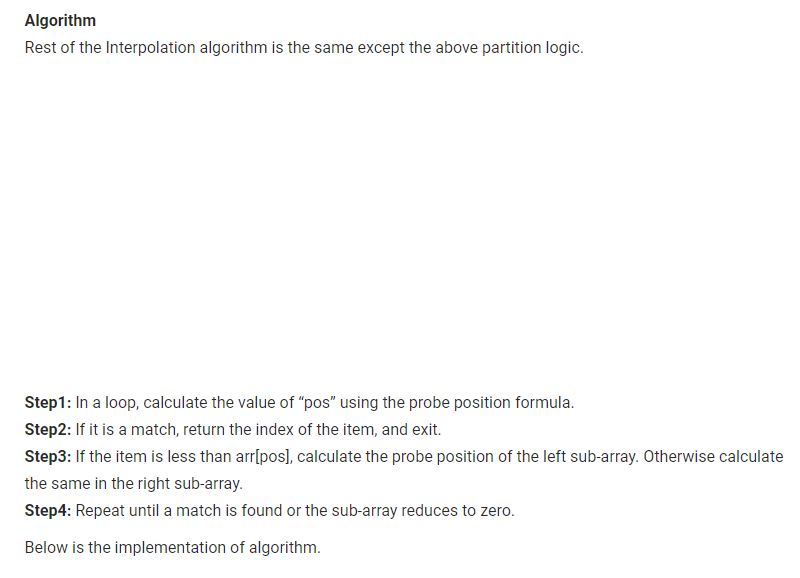 Algorithm
Rest of the Interpolation algorithm is the same except the above partition logic.
Step1: In a loop, calculate the value of “pos” using the probe position formula.
Step2: If it is a match, return the index of the item, and exit.
Step3: If the item is less than arr[pos], calculate the probe position of the left sub-array. Otherwise calculate
the same in the right sub-array.
Step4: Repeat until a match is found or the sub-array reduces to zero.
Below is the implementation of algorithm.